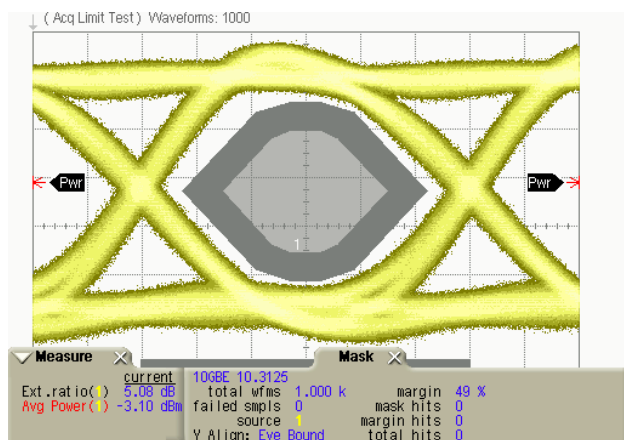 ( Acq Limit Test ) Waveforms: 1000
Pwr
Pwr
1
Measure
Mask
current
Ext.ratio(1) 5.08 dB
Avg Power(1) -3.10 dBm
10GBE 10.3125
total wfms 1.000 k margin 49 %
failed smpls 0 mask hits 0
source 1 margin hits 0
Y Align: Eye Bound total hits 0